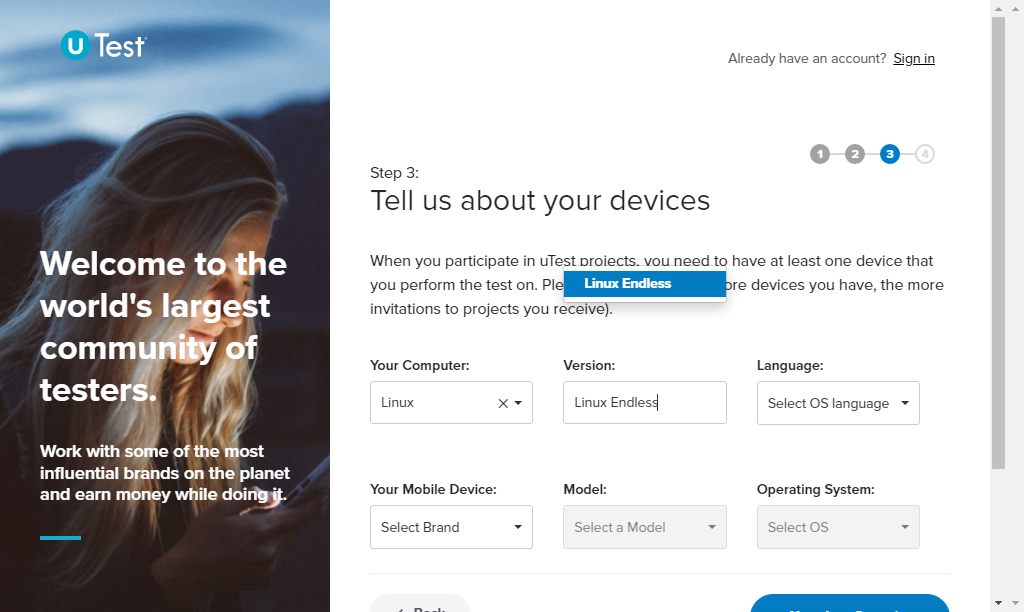 U Test
Welcome to the
world's largest
community of
testers.
Work with some of the most
influential brands on the planet
and earn money while doing it.
Already have an account? Sign in
1 2 3 4
Step 3:
Tell us about your devices
When you participate in uTest projects, you need to have at least one device that
you perform the test on. Ple
Linux Endless
ore devices you have, the more
invitations to projects you receive).
Your Computer: Version: Language:
Linux Linux Endless Select OS language
Your Mobile Device: Model: Operating System:
Select Brand Select a Model Select OS
Back